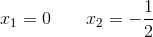 x₁ = 0    x₂ = −1/2